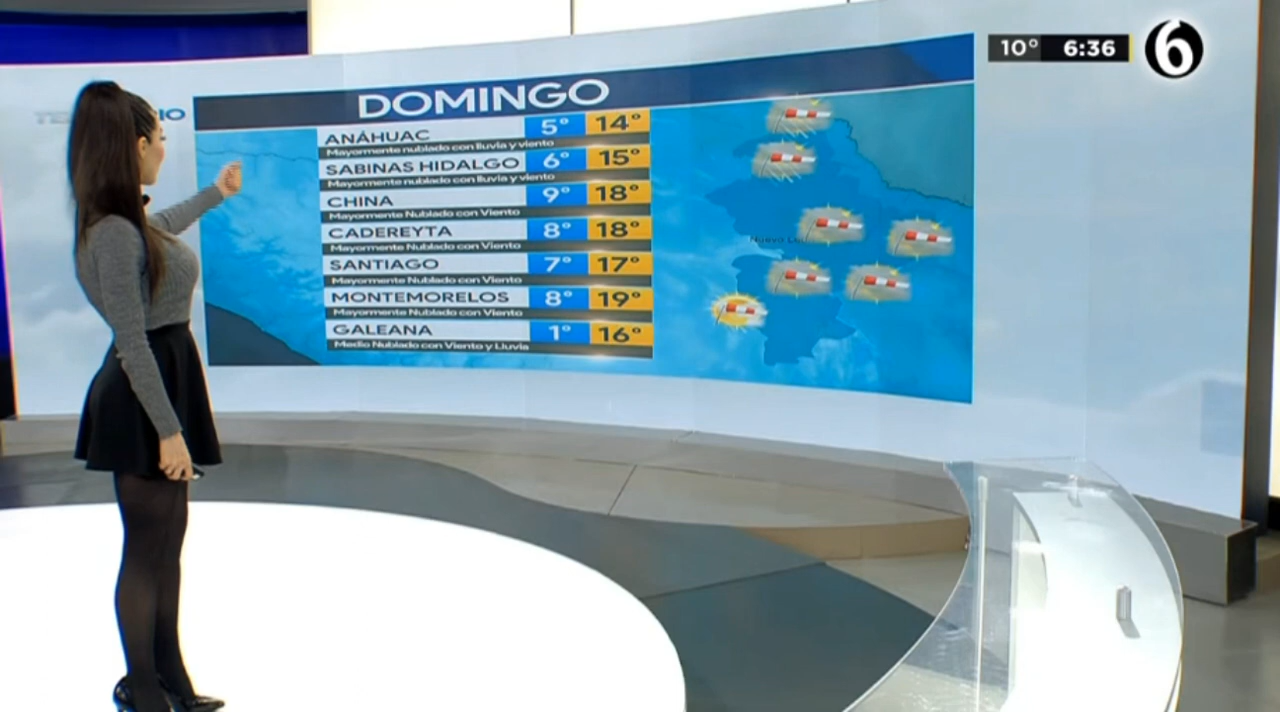 10° 6:36 6
DOMINGO
ANÁHUAC 5° 14°
Mayormente nublado con lluvia y viento
SABINAS HIDALGO 6° 15°
Mayormente nublado con lluvia y viento
CHINA 9° 18°
Mayormente Nublado con Viento
CADEREYTA 8° 18°
Mayormente Nublado con Viento
SANTIAGO 7° 17°
Mayormente Nublado con Viento
MONTEMORELOS 8° 19°
Mayormente Nublado con Viento
GALEANA 1° 16°
Medio Nublado con Viento y Lluvia
Nuevo